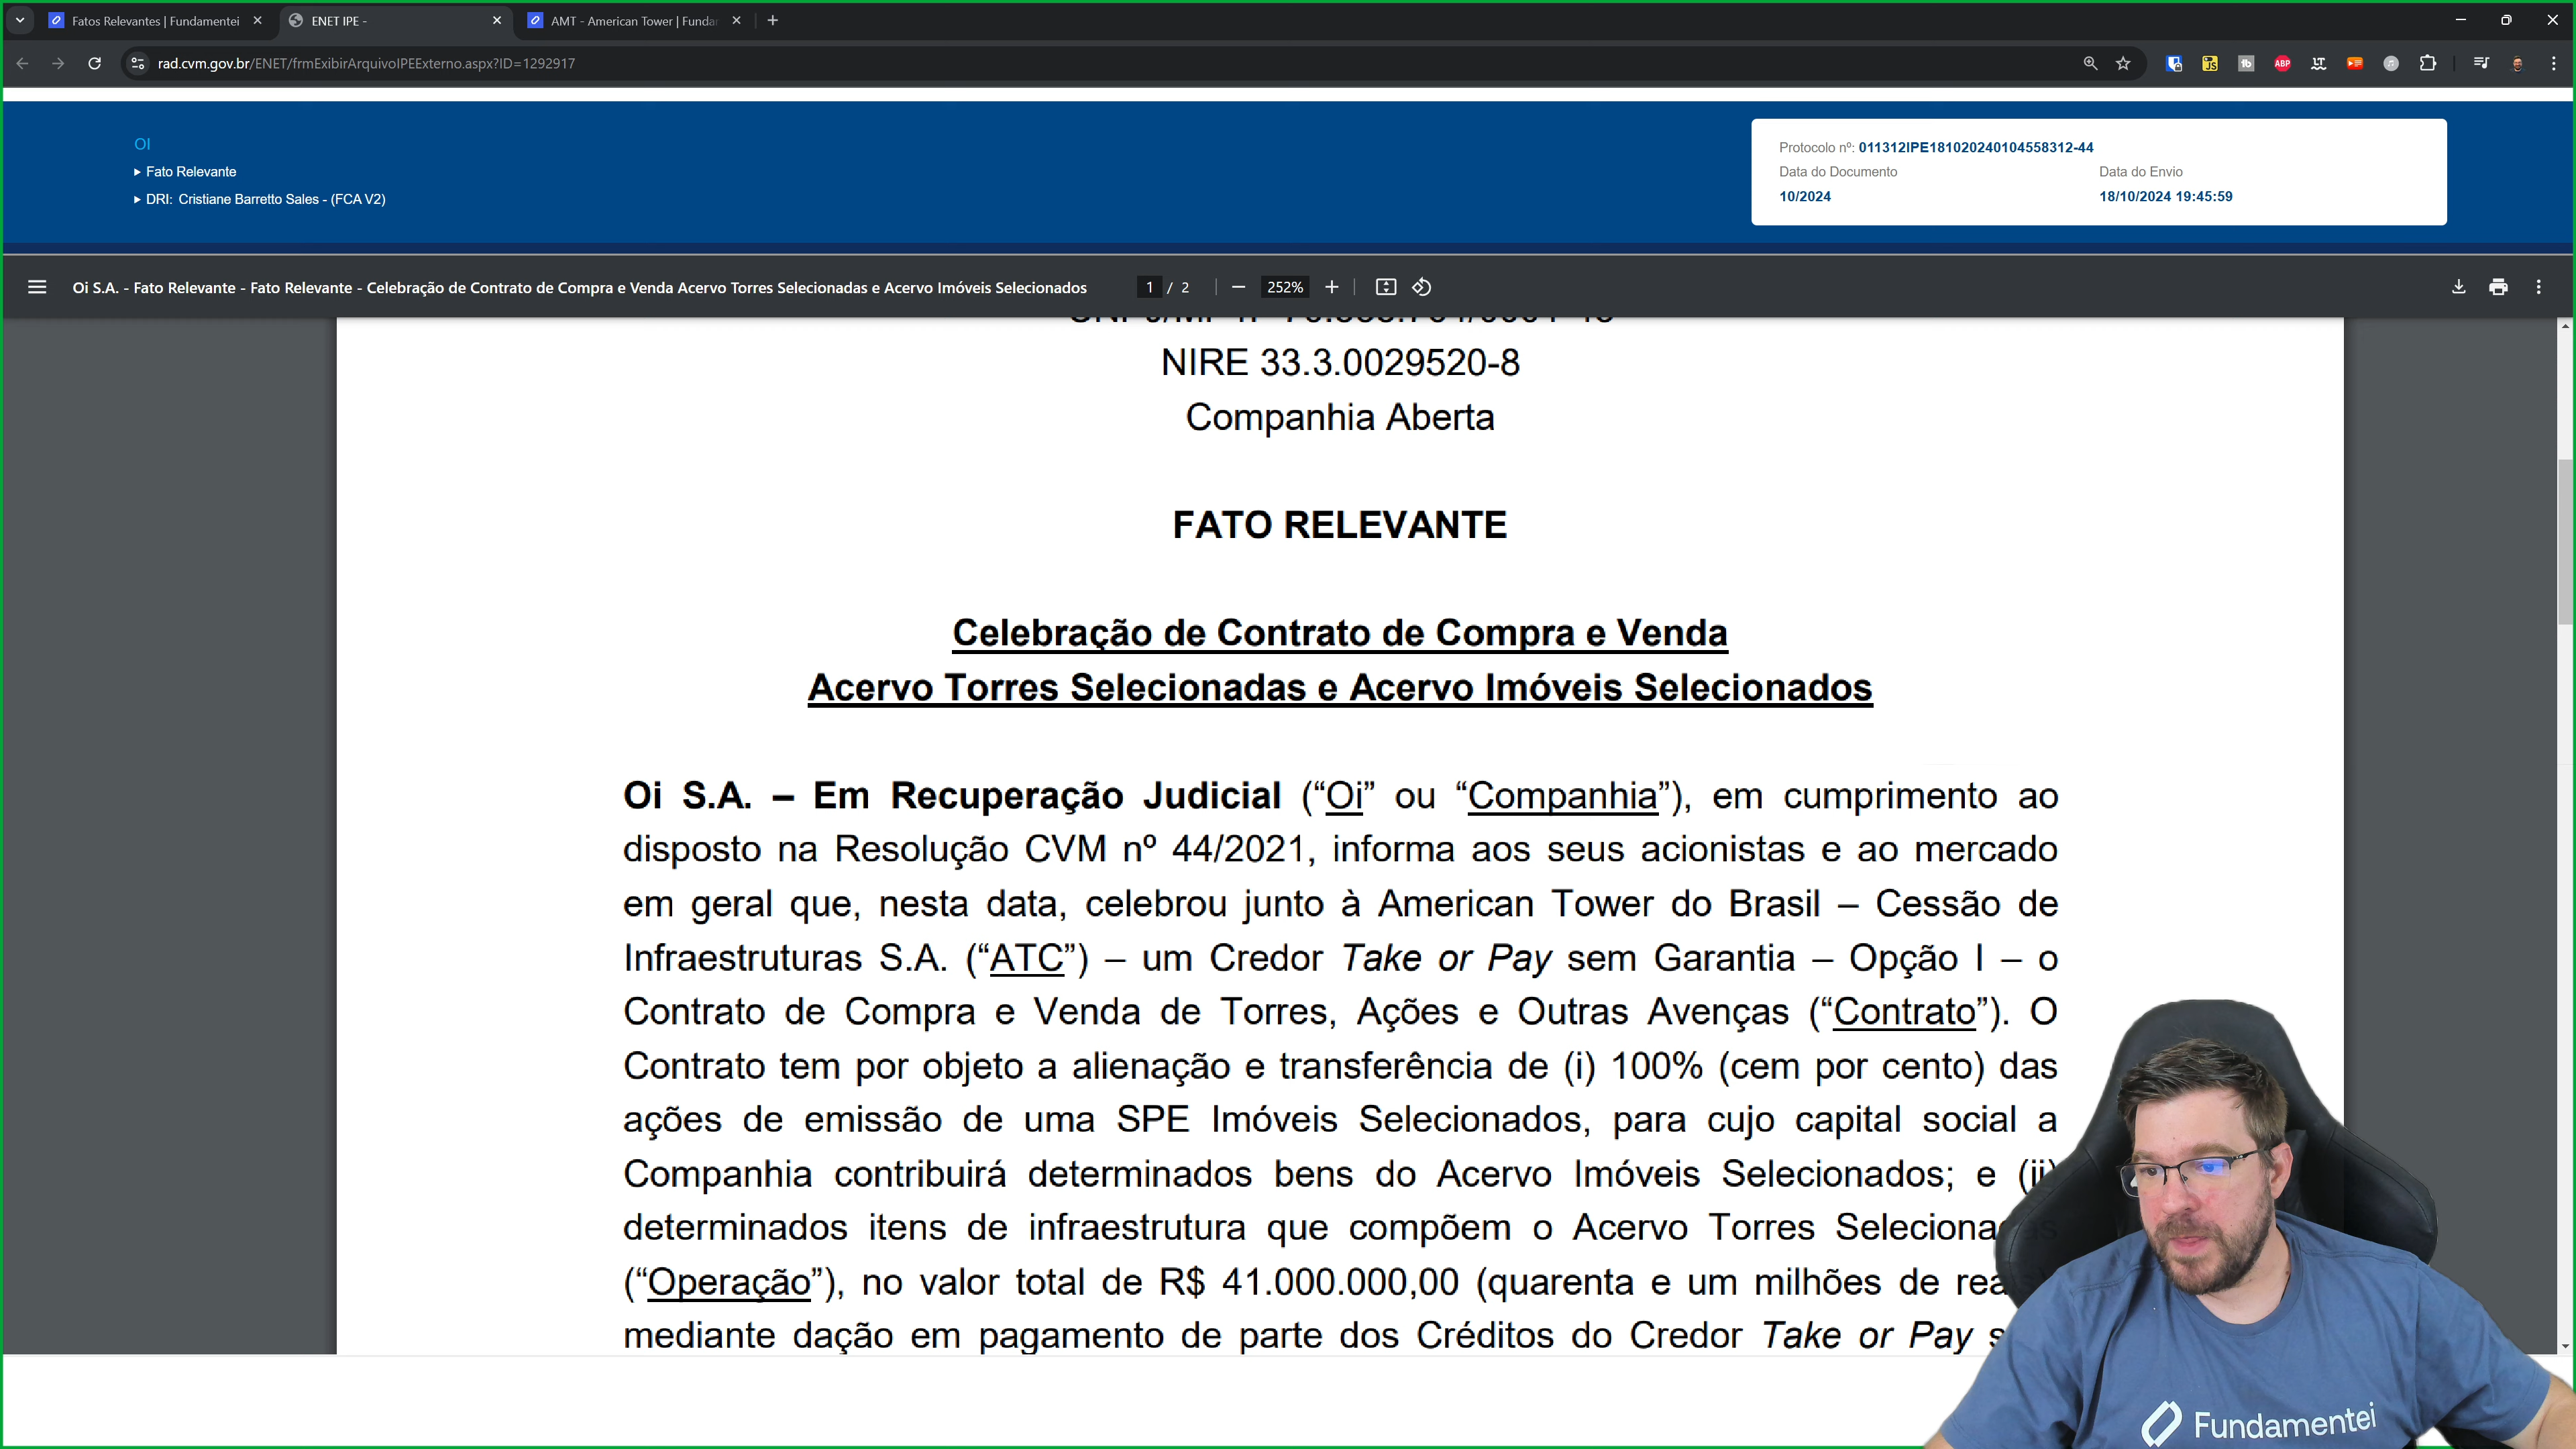 Fatos Relevantes | Fundamentei
ENET IPE -
AMT - American Tower | Funda
rad.cvm.gov.br/ENET/frmExibirArquivoIPEExterno.aspx?ID=1292917
OI
Fato Relevante
DRI: Cristiane Barretto Sales - (FCA V2)
Protocolo nº: 011312IPE181020240104558312-44
Data do Documento
Data do Envio
10/2024
18/10/2024 19:45:59
Oi S.A. - Fato Relevante - Fato Relevante - Celebração de Contrato de Compra e Venda Acervo Torres Selecionadas e Acervo Imóveis Selecionados
1 / 2
252%
NIRE 33.3.0029520-8
Companhia Aberta
FATO RELEVANTE
Celebração de Contrato de Compra e Venda
Acervo Torres Selecionadas e Acervo Imóveis Selecionados
Oi S.A. – Em Recuperação Judicial (“Oi” ou “Companhia”), em cumprimento ao
disposto na Resolução CVM nº 44/2021, informa aos seus acionistas e ao mercado
em geral que, nesta data, celebrou junto à American Tower do Brasil – Cessão de
Infraestruturas S.A. (“ATC”) – um Credor Take or Pay sem Garantia – Opção I – o
Contrato de Compra e Venda de Torres, Ações e Outras Avenças (“Contrato”). O
Contrato tem por objeto a alienação e transferência de (i) 100% (cem por cento) das
ações de emissão de uma SPE Imóveis Selecionados, para cujo capital social a
Companhia contribuirá determinados bens do Acervo Imóveis Selecionados; e (ii)
determinados itens de infraestrutura que compõem o Acervo Torres Selecionadas
(“Operação”), no valor total de R$ 41.000.000,00 (quarenta e um milhões de reais)
mediante dação em pagamento de parte dos Créditos do Credor Take or Pay
Fundamentei